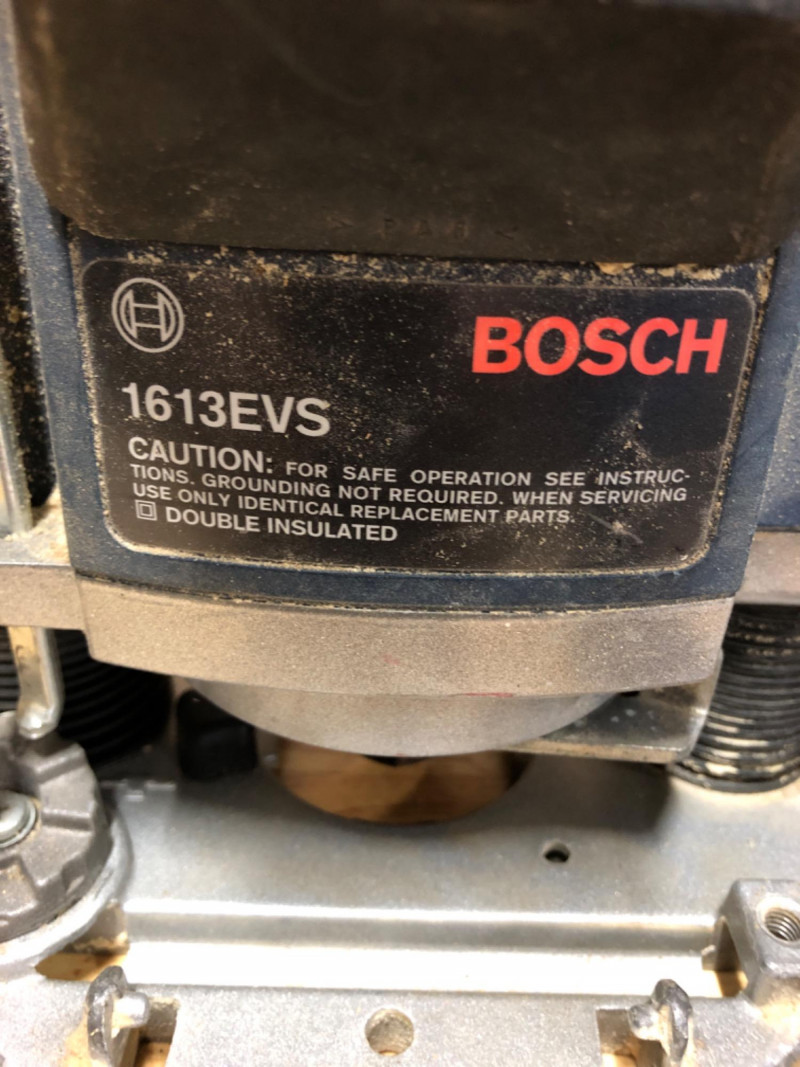 > PA6 <
BOSCH
1613EVS
CAUTION: FOR SAFE OPERATION SEE INSTRUC-
TIONS. GROUNDING NOT REQUIRED. WHEN SERVICING
USE ONLY IDENTICAL REPLACEMENT PARTS.
DOUBLE INSULATED